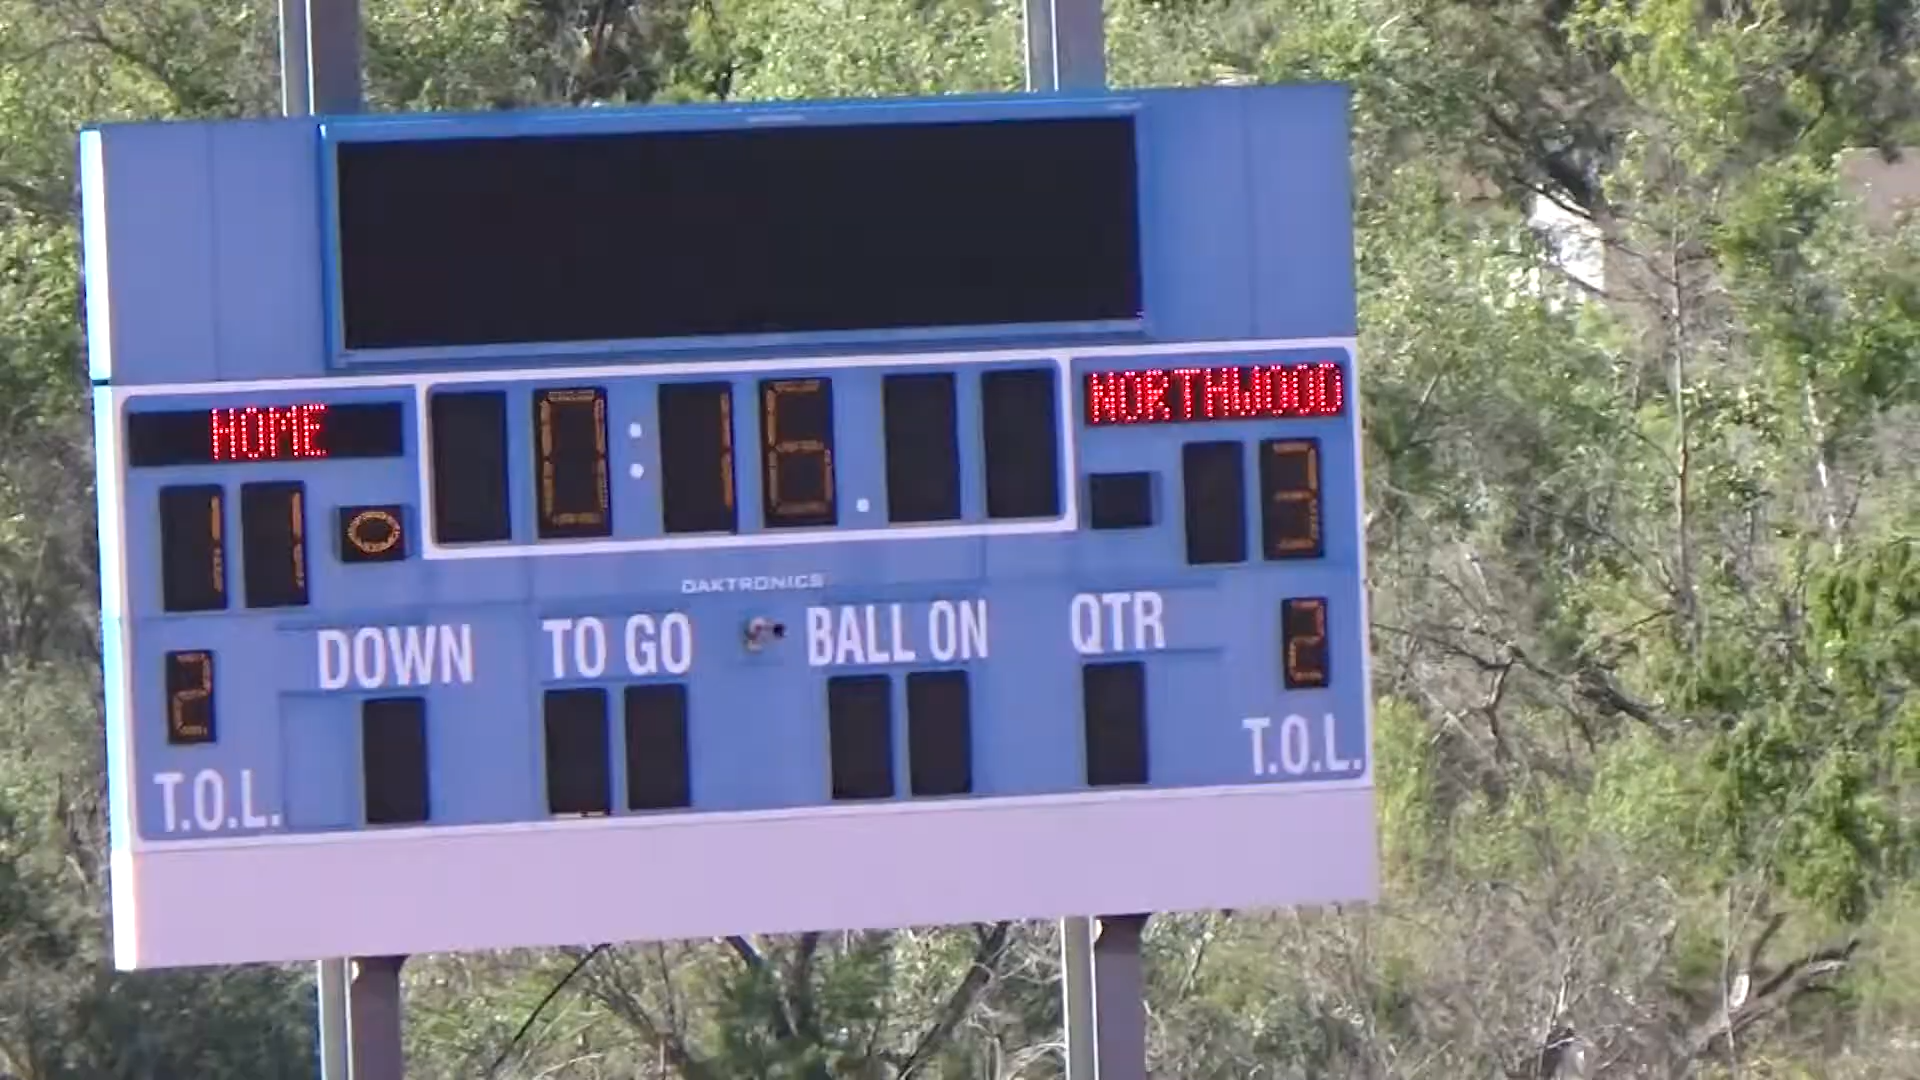 HOME
0:16.
NORTHWOOD
11
3
DAKTRONICS
DOWN TO GO BALL ON QTR
2
2
T.O.L.
T.O.L.